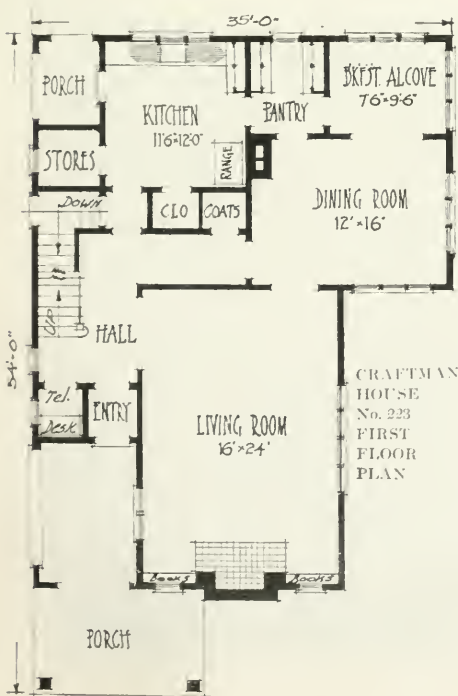 35'-0"
PORCH
KITCHEN
11'6"×12'0"
PANTRY
BKFST. ALCOVE
7'6"×9'6"
STORES
RANGE
DOWN
CLO
COATS
DINING ROOM
12' × 16'
UP
UP
54'-0"
HALL
Tel.
Desk
ENTRY
LIVING ROOM
16' × 24'
CRAFTMAN
HOUSE
No. 223
FIRST
FLOOR
PLAN
Books
Books
PORCH